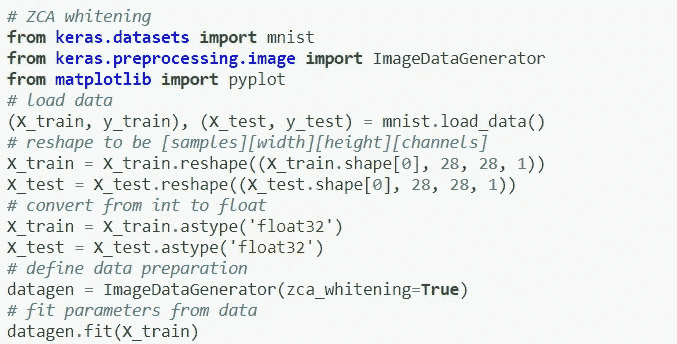 # ZCA whitening
from keras.datasets import mnist
from keras.preprocessing.image import ImageDataGenerator
from matplotlib import pyplot
# load data
(X_train, y_train), (X_test, y_test) = mnist.load_data()
# reshape to be [samples][width][height][channels]
X_train = X_train.reshape((X_train.shape[0], 28, 28, 1))
X_test = X_test.reshape((X_test.shape[0], 28, 28, 1))
# convert from int to float
X_train = X_train.astype('float32')
X_test = X_test.astype('float32')
# define data preparation
datagen = ImageDataGenerator(zca_whitening=True)
# fit parameters from data
datagen.fit(X_train)